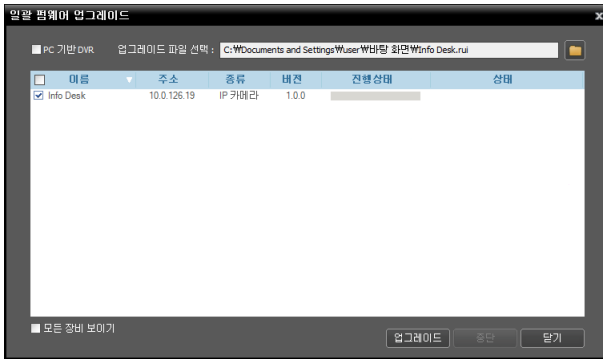 일괄 펌웨어 업그레이드 x
PC 기반 DVR 업그레이드 파일 선택 : C:₩Documents and Settings₩user₩바탕 화면₩Info Desk.rui
이름 주소 종류 버전 진행상태 상태
Info Desk 10.0.126.19 IP 카메라 1.0.0
모든 장비 보이기
업그레이드 중단 닫기